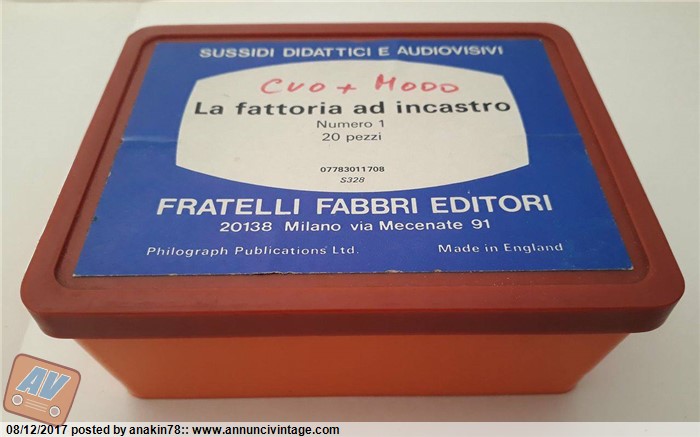 SUSSIDI DIDATTICI E AUDIOVISIVI
CUO + MODO
La fattoria ad incastro
Numero 1
20 pezzi
07783011708
S328
FRATELLI FABBRI EDITORI
20138 Milano via Mecenate 91
Philograph Publications Ltd. Made in England
AV
08/12/2017 posted by anakin78:: www.annuncivintage.com